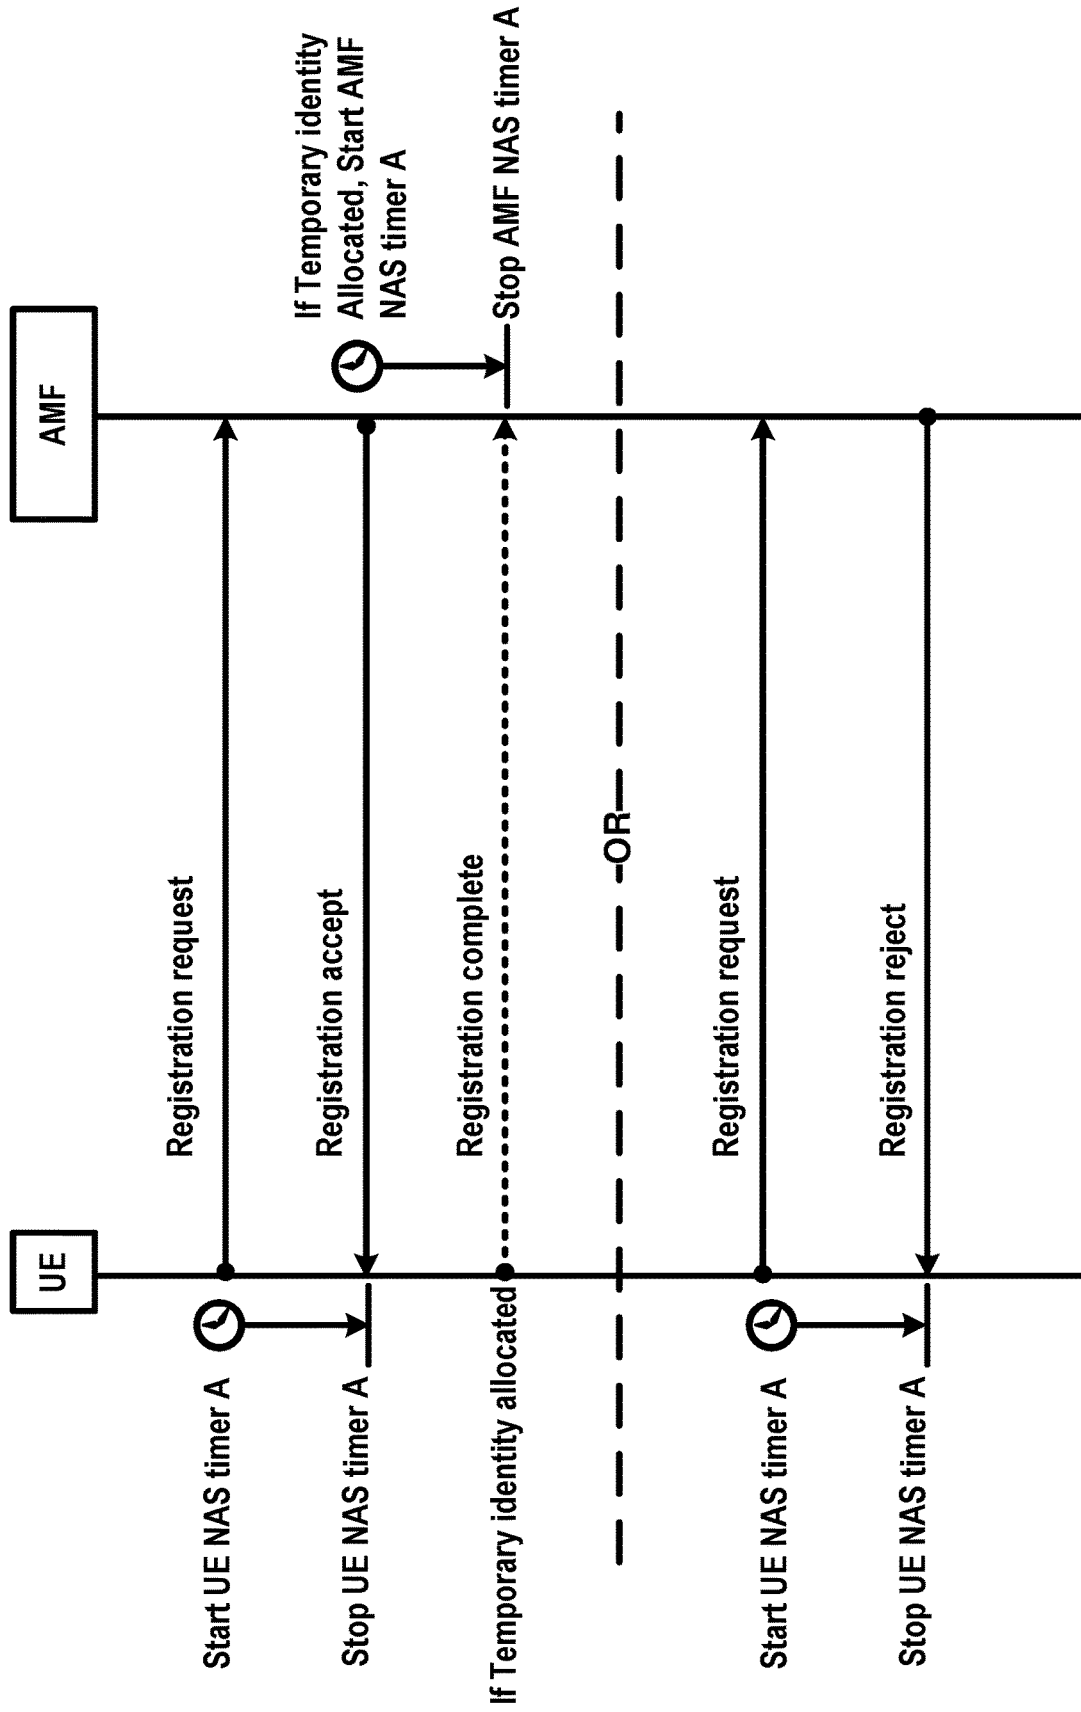 UE
AMF
Start UE NAS timer A
Registration request
If Temporary identity
Allocated, Start AMF
NAS timer A
Registration accept
Stop UE NAS timer A
Registration complete
If Temporary identity allocated
Stop AMF NAS timer A
OR
Registration request
Start UE NAS timer A
Registration reject
Stop UE NAS timer A